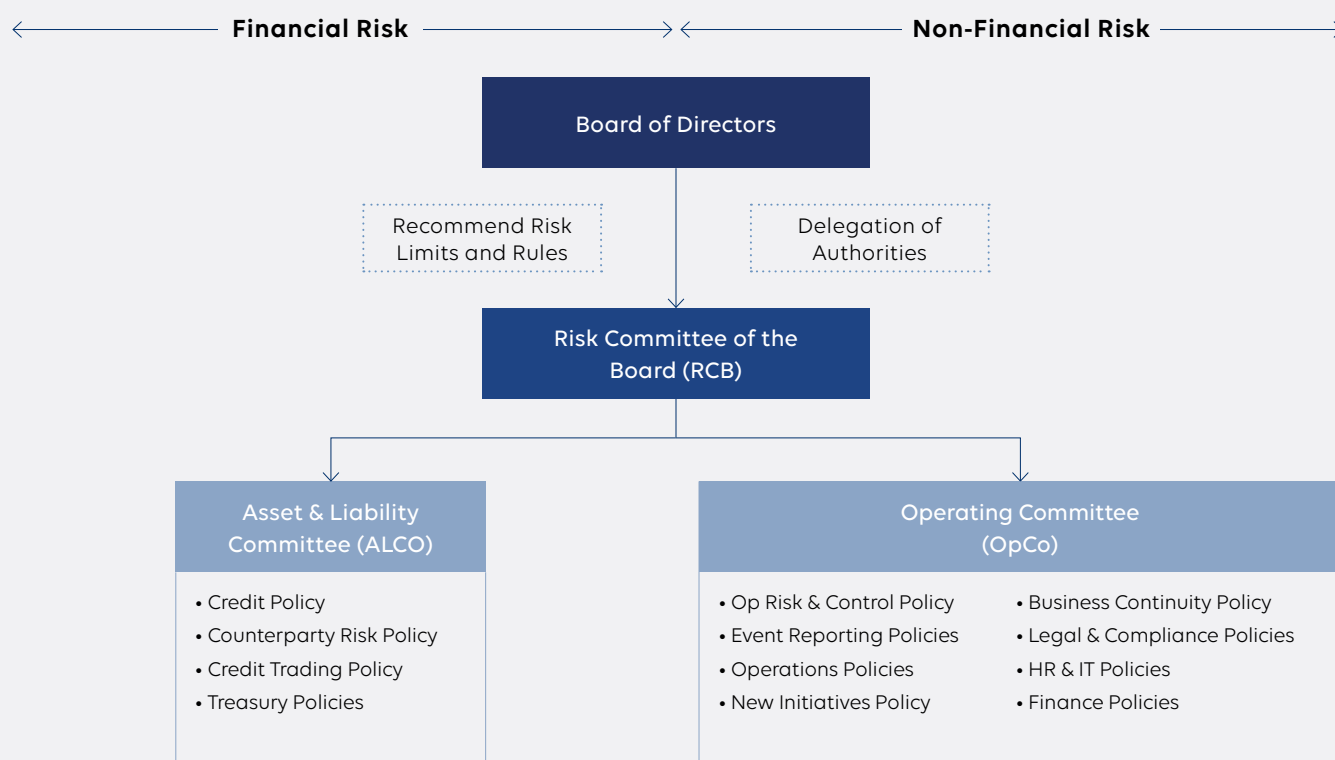 Financial Risk
Non-Financial Risk
Board of Directors
Recommend Risk
Limits and Rules
Delegation of
Authorities
Risk Committee of the
Board (RCB)
Asset & Liability
Committee (ALCO)
• Credit Policy
• Counterparty Risk Policy
• Credit Trading Policy
• Treasury Policies
Operating Committee
(OpCo)
• Op Risk & Control Policy
• Event Reporting Policies
• Operations Policies
• New Initiatives Policy
• Business Continuity Policy
• Legal & Compliance Policies
• HR & IT Policies
• Finance Policies